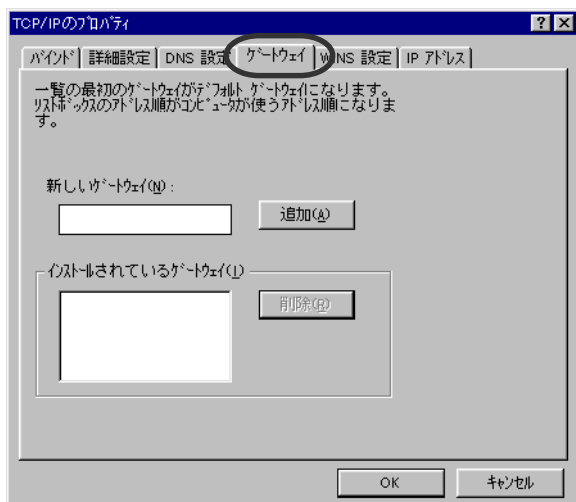 TCP/IPのプロパティ
バインド 詳細設定 DNS 設定 ゲートウェイ WINS 設定 IP アドレス
一覧の最初のゲートウェイがデフォルト ゲートウェイになります。
リストボックスのアドレス順がコンピュータが使うアドレス順になりま
す。
新しいゲートウェイ(N):
追加(A)
インストールされているゲートウェイ(I)
削除(R)
OK キャンセル